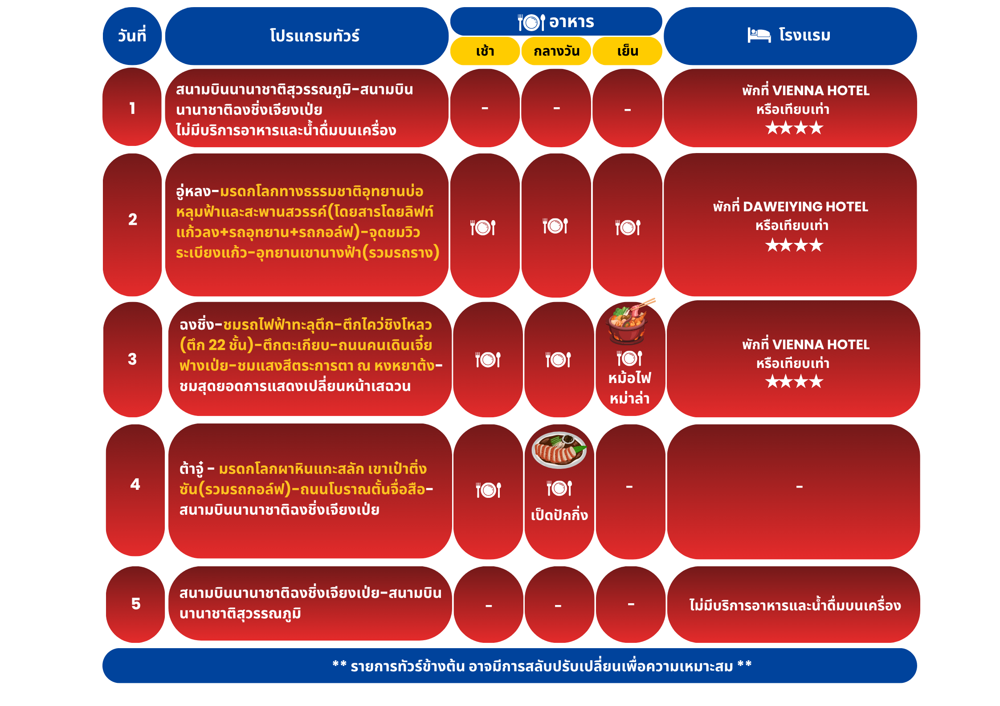 วันที่
โปรแกรมทัวร์
อาหาร
เช้า
กลางวัน
เย็น
โรงแรม
1
สนามบินนานาชาติสุวรรณภูมิ-สนามบิน
นานาชาติฉงชิ่งเจียงเป่ย
ไม่มีบริการอาหารและน้ำดื่มบนเครื่อง
-
-
-
พักที่ VIENNA HOTEL
หรือเทียบเท่า
★★★★
2
อู่หลง-มรดกโลกทางธรรมชาติอุทยานบ่อ
หลุมฟ้าและสะพานสวรรค์(โดยสารโดยลิฟท์
แก้วลง+รถอุทยาน+รถกอล์ฟ)-จุดชมวิว
ระเบียงแก้ว-อุทยานเขานางฟ้า(รวมรถราง)
พักที่ DAWEIYING HOTEL
หรือเทียบเท่า
★★★★
3
ฉงชิ่ง-ชมรถไฟฟ้าทะลุตึก-ตึกไคว่ชิงโหลว
(ตึก 22 ชั้น)-ตึกตะเกียบ-ถนนคนเดินเจี่ย
ฟางเป่ย-ชมแสงสีตระการตา ณ หงหยาต้ง-
ชมสุดยอดการแสดงเปลี่ยนหน้าเสฉวน
หม้อไฟ
หม่าล่า
พักที่ VIENNA HOTEL
หรือเทียบเท่า
★★★★
4
ต้าจู๋ - มรดกโลกผาหินแกะสลัก เขาเป๋าติ่ง
ซัน(รวมรถกอล์ฟ)-ถนนโบราณตั้นจื่อสือ-
สนามบินนานาชาติฉงชิ่งเจียงเป่ย
เป็ดปักกิ่ง
-
-
5
สนามบินนานาชาติฉงชิ่งเจียงเป่ย-สนามบิน
นานาชาติสุวรรณภูมิ
-
-
-
ไม่มีบริการอาหารและน้ำดื่มบนเครื่อง
** รายการทัวร์ข้างต้น อาจมีการสลับปรับเปลี่ยนเพื่อความเหมาะสม **